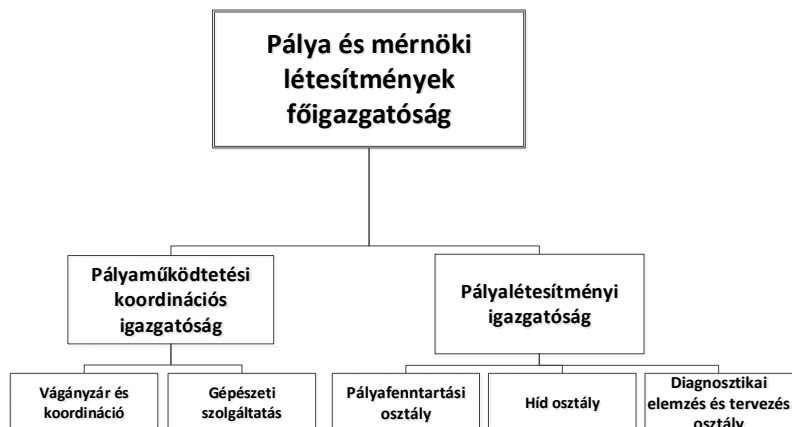 Pálya és mérnöki
létesítmények
főigazgatóság
Pályaműködtetési
koordinációs
igazgatóság
Pályalétesítményi
igazgatóság
Vágányzár és
koordináció
Gépészeti
szolgáltatás
Pályafenntartási
osztály
Híd osztály
Diagnosztikai
elemzés és tervezés
osztály